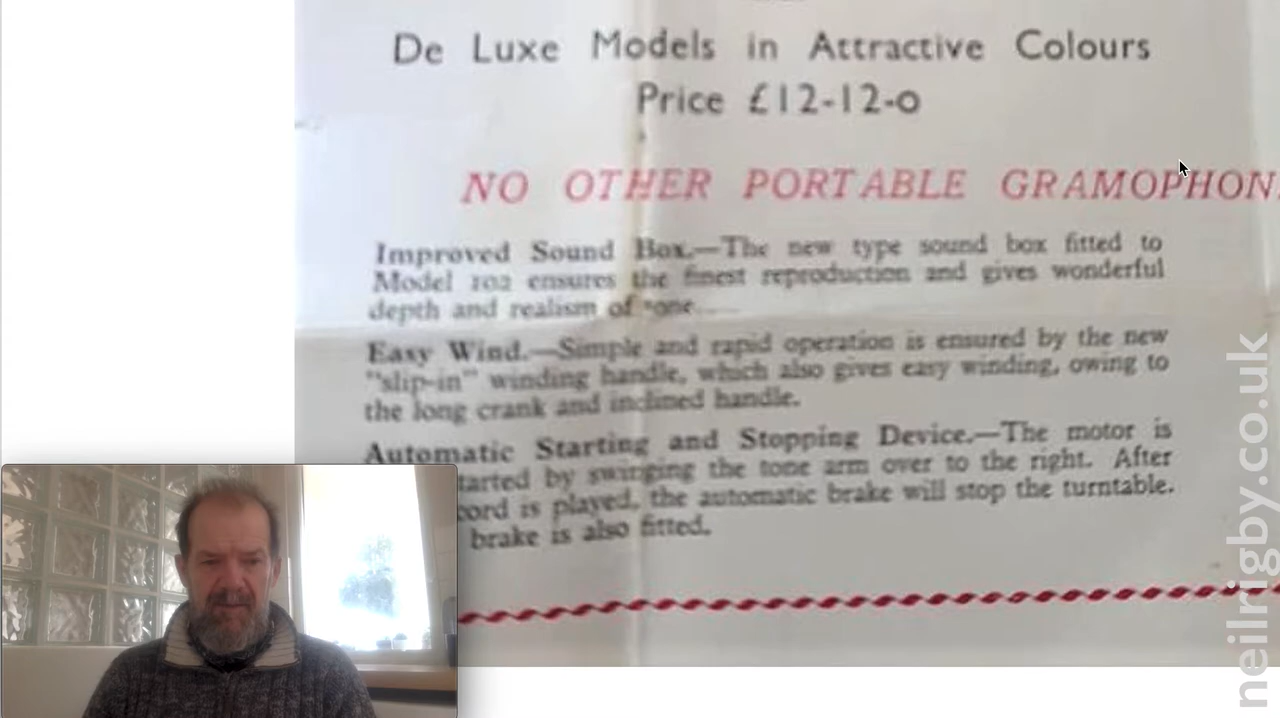 De Luxe Models in Attractive Colours
Price £12-12-0
NO OTHER PORTABLE GRAMOPHON
Improved Sound Box.—The new type sound box fitted to
Model 102 ensures the finest reproduction and gives wonderful
depth and realism of tone
Easy Wind.—Simple and rapid operation is ensured by the new
"slip-in" winding handle, which also gives easy winding, owing to
the long crank and inclined handle.
Automatic Starting and Stopping Device.—The motor is
tarted by swinging the tone arm over to the right. After
cord is played, the automatic brake will stop the turntable.
brake is also fitted.
neilrigby.co.uk